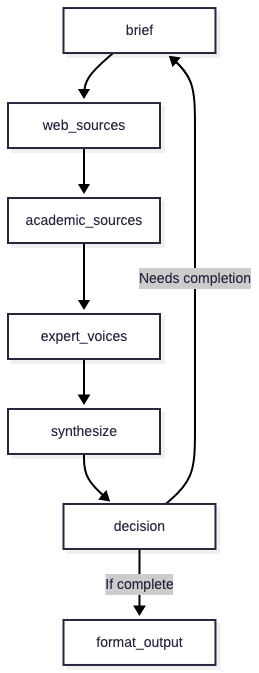 brief
web_sources
academic_sources
Needs completion
expert_voices
synthesize
decision
If complete
format_output